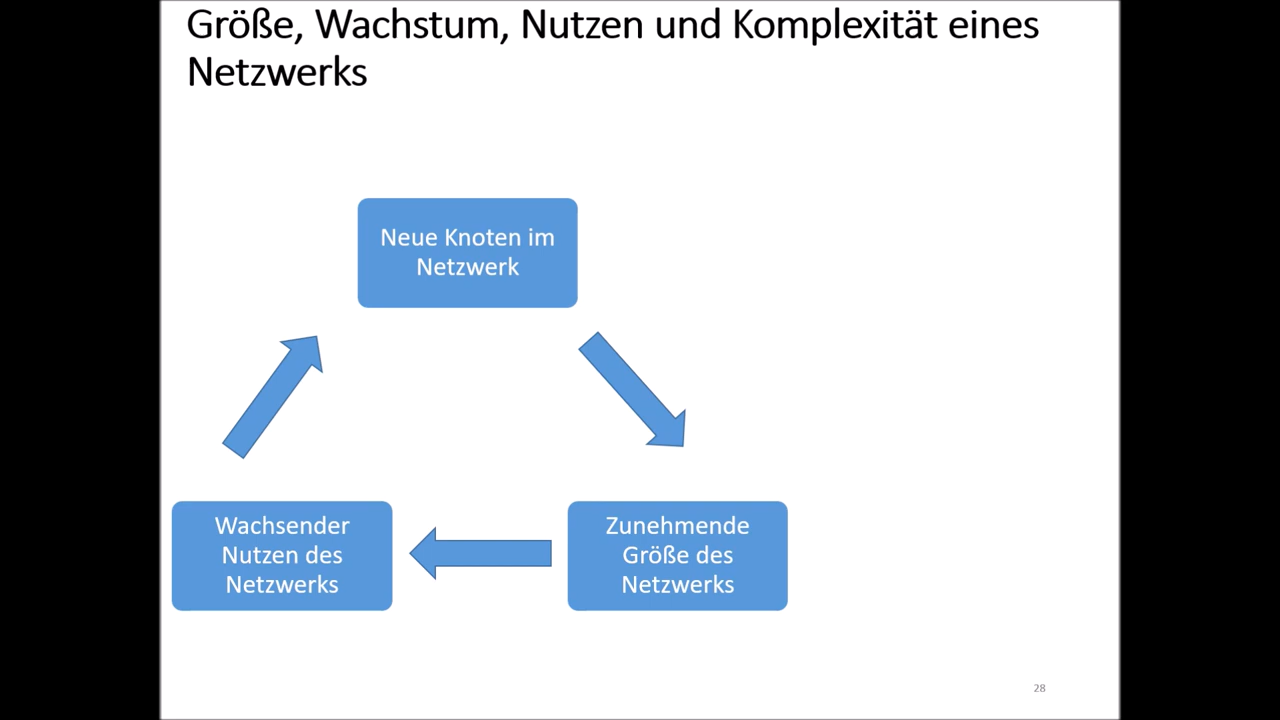 Größe, Wachstum, Nutzen und Komplexität eines
Netzwerks
Neue Knoten im
Netzwerk
Wachsender
Nutzen des
Netzwerks
Zunehmende
Größe des
Netzwerks
28